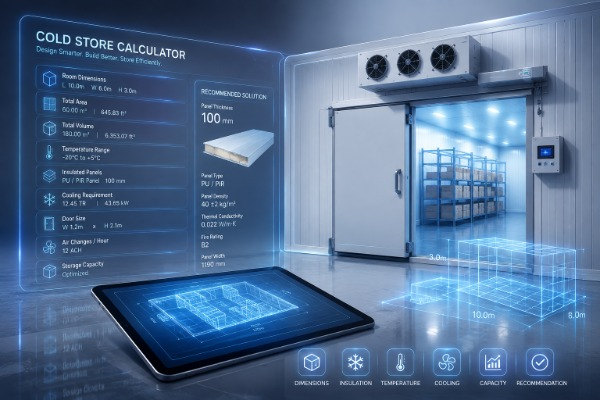 COLD STORE CALCULATOR
Design Smarter. Build Better. Store Efficiently.
Room Dimensions
L 10.0m W 6.0m H 3.0m
Total Area
60.00 m² | 645.83 ft²
Total Volume
180.00 m³ | 6,353.07 ft³
Temperature Range
-20°C to +5°C
Insulated Panels
PU / PIR Panel 100 mm
Cooling Requirement
12.45 TR | 43.65 kW
Door Size
W 1.2m x H 2.1m
Air Changes / Hour
12 ACH
Storage Capacity
Optimized
RECOMMENDED SOLUTION
Panel Thickness
100 mm
Panel Type
PU / PIR
Panel Density
40 ±2 kg/m³
Thermal Conductivity
0.022 W/m·K
Fire Rating
B2
Panel Width
1190 mm
3.0m
10.0m
6.0m
DIMENSIONS
INSULATION
TEMPERATURE
COOLING
CAPACITY
RECOMMENDATION